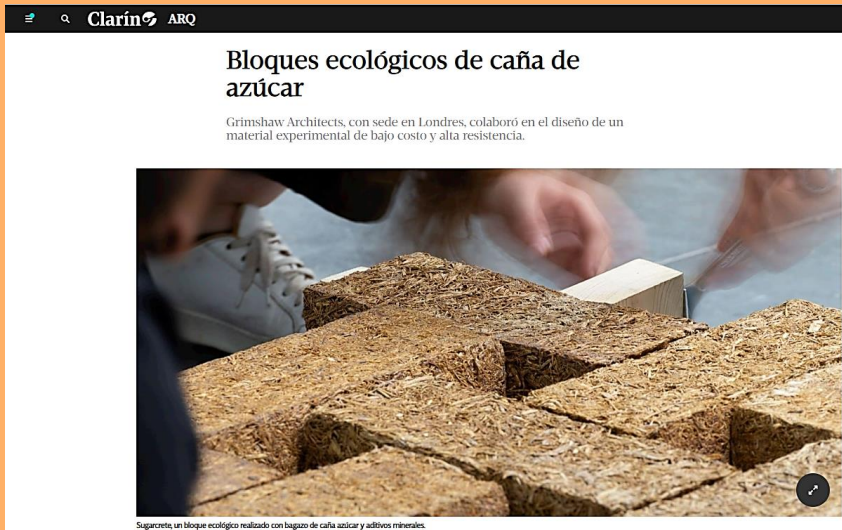 Clarín ARQ
Bloques ecológicos de caña de
azúcar
Grimshaw Architects, con sede en Londres, colaboró en el diseño de un
material experimental de bajo costo y alta resistencia.
Sugarcrete, un bloque ecológico realizado con bagazo de caña azúcar y aditivos minerales.